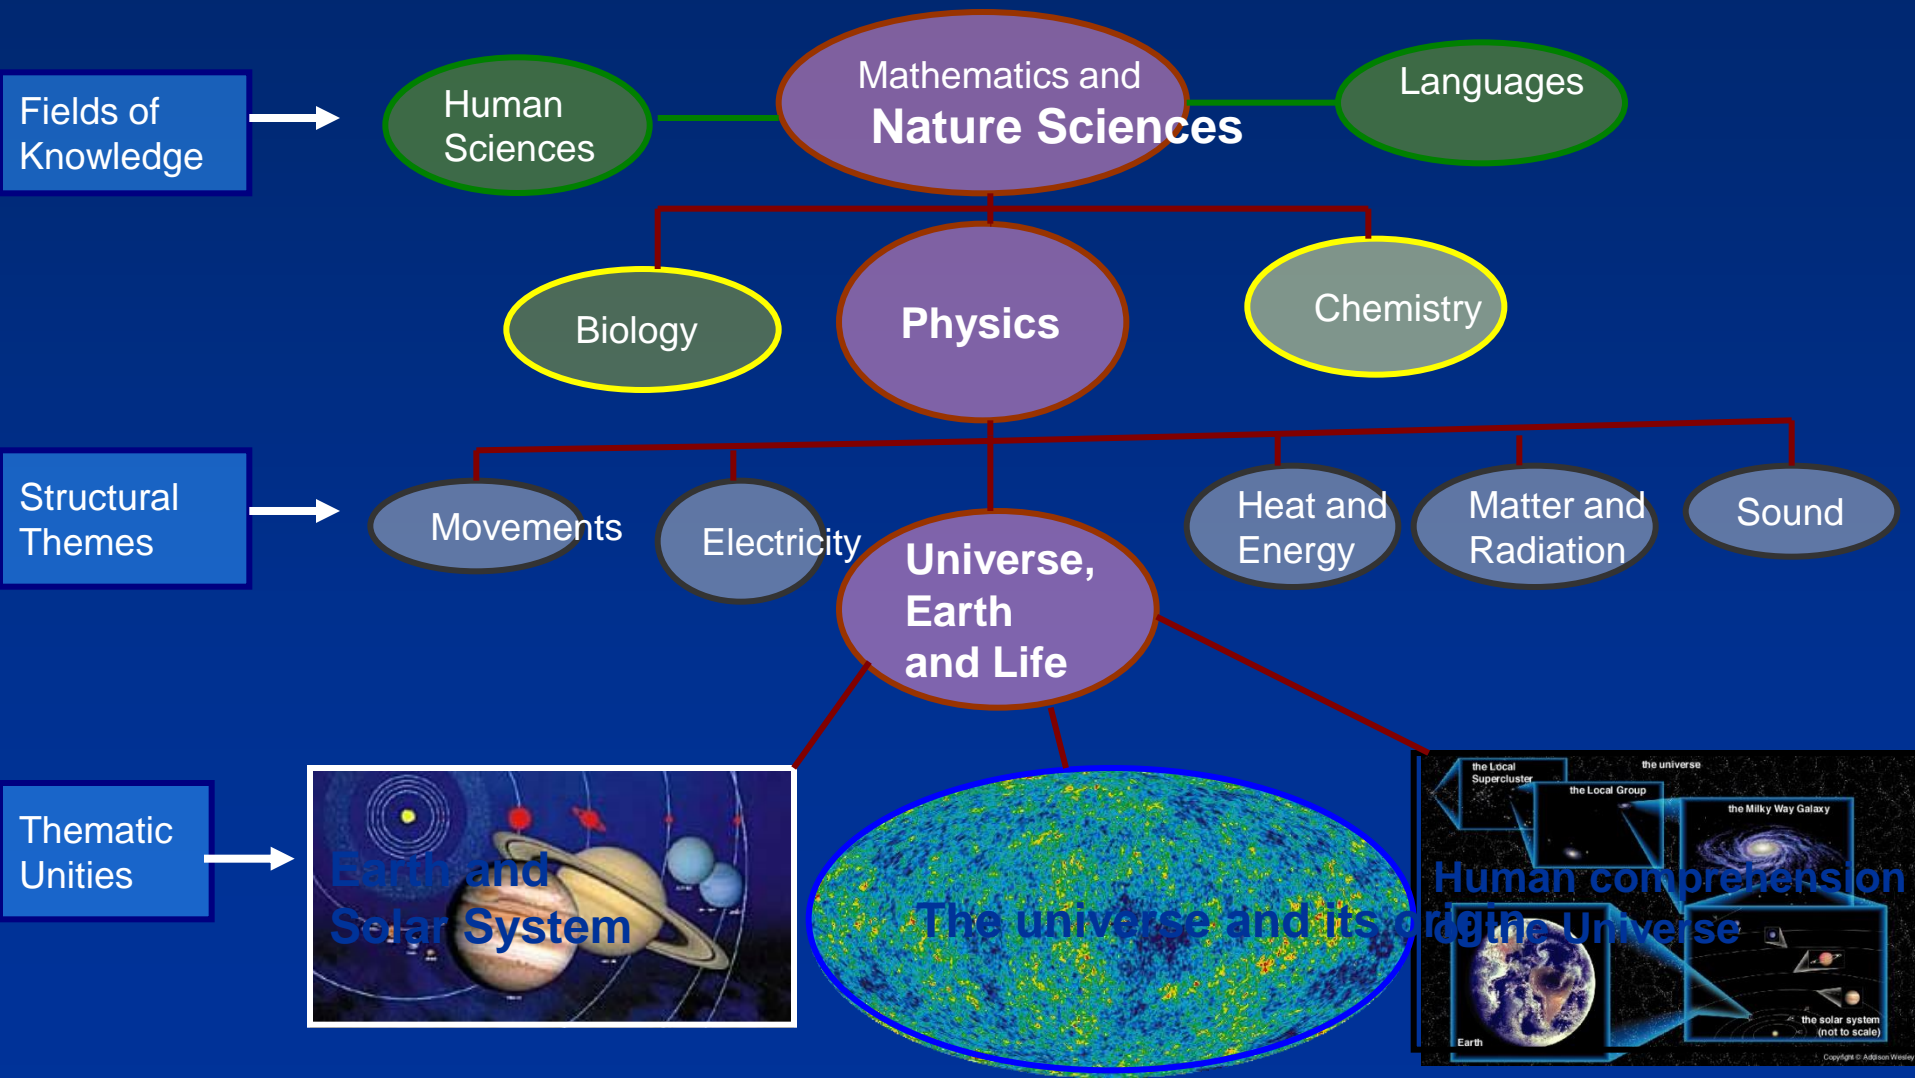 Fields of
Knowledge
Human
Sciences
Mathematics and
Nature Sciences
Languages
Biology
Physics
Chemistry
Structural
Themes
Movements
Electricity
Universe,
Earth
and Life
Heat and
Energy
Matter and
Radiation
Sound
Thematic
Unities
Earth and
Solar System
The universe and its origin
Human comprehension
of the Universe
the Local
Supercluster
the universe
the Local Group
the Milky Way Galaxy
Earth
the solar system
(not to scale)
Copyright © Addison Wesley